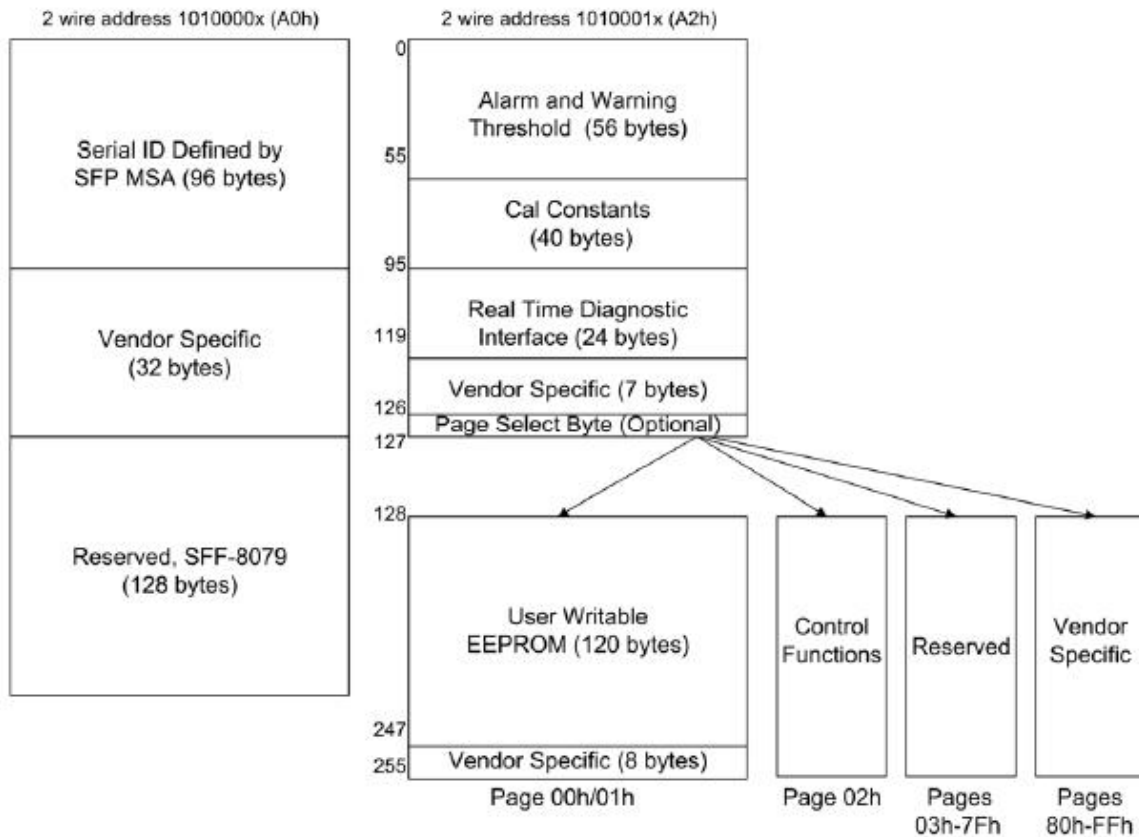 2 wire address 1010000x (A0h)
Serial ID Defined by
SFP MSA (96 bytes)
Vendor Specific
(32 bytes)
Reserved, SFF-8079
(128 bytes)
2 wire address 1010001x (A2h)
0
Alarm and Warning
Threshold (56 bytes)
55
Cal Constants
(40 bytes)
95
Real Time Diagnostic
Interface (24 bytes)
119
Vendor Specific (7 bytes)
126
Page Select Byte (Optional)
127
128
User Writable
EEPROM (120 bytes)
247
Vendor Specific (8 bytes)
255
Page 00h/01h
Control
Functions
Page 02h
Reserved
Pages
03h-7Fh
Vendor
Specific
Pages
80h-FFh